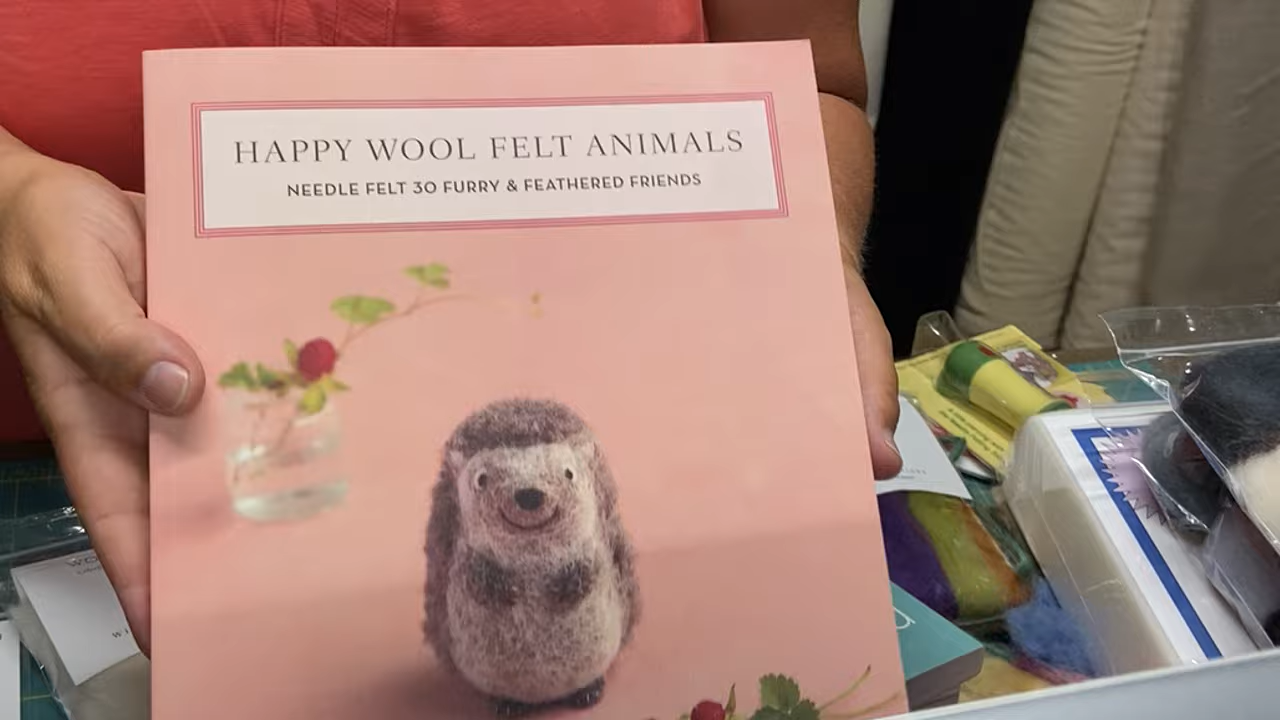 HAPPY WOOL FELT ANIMALS
NEEDLE FELT 30 FURRY & FEATHERED FRIENDS